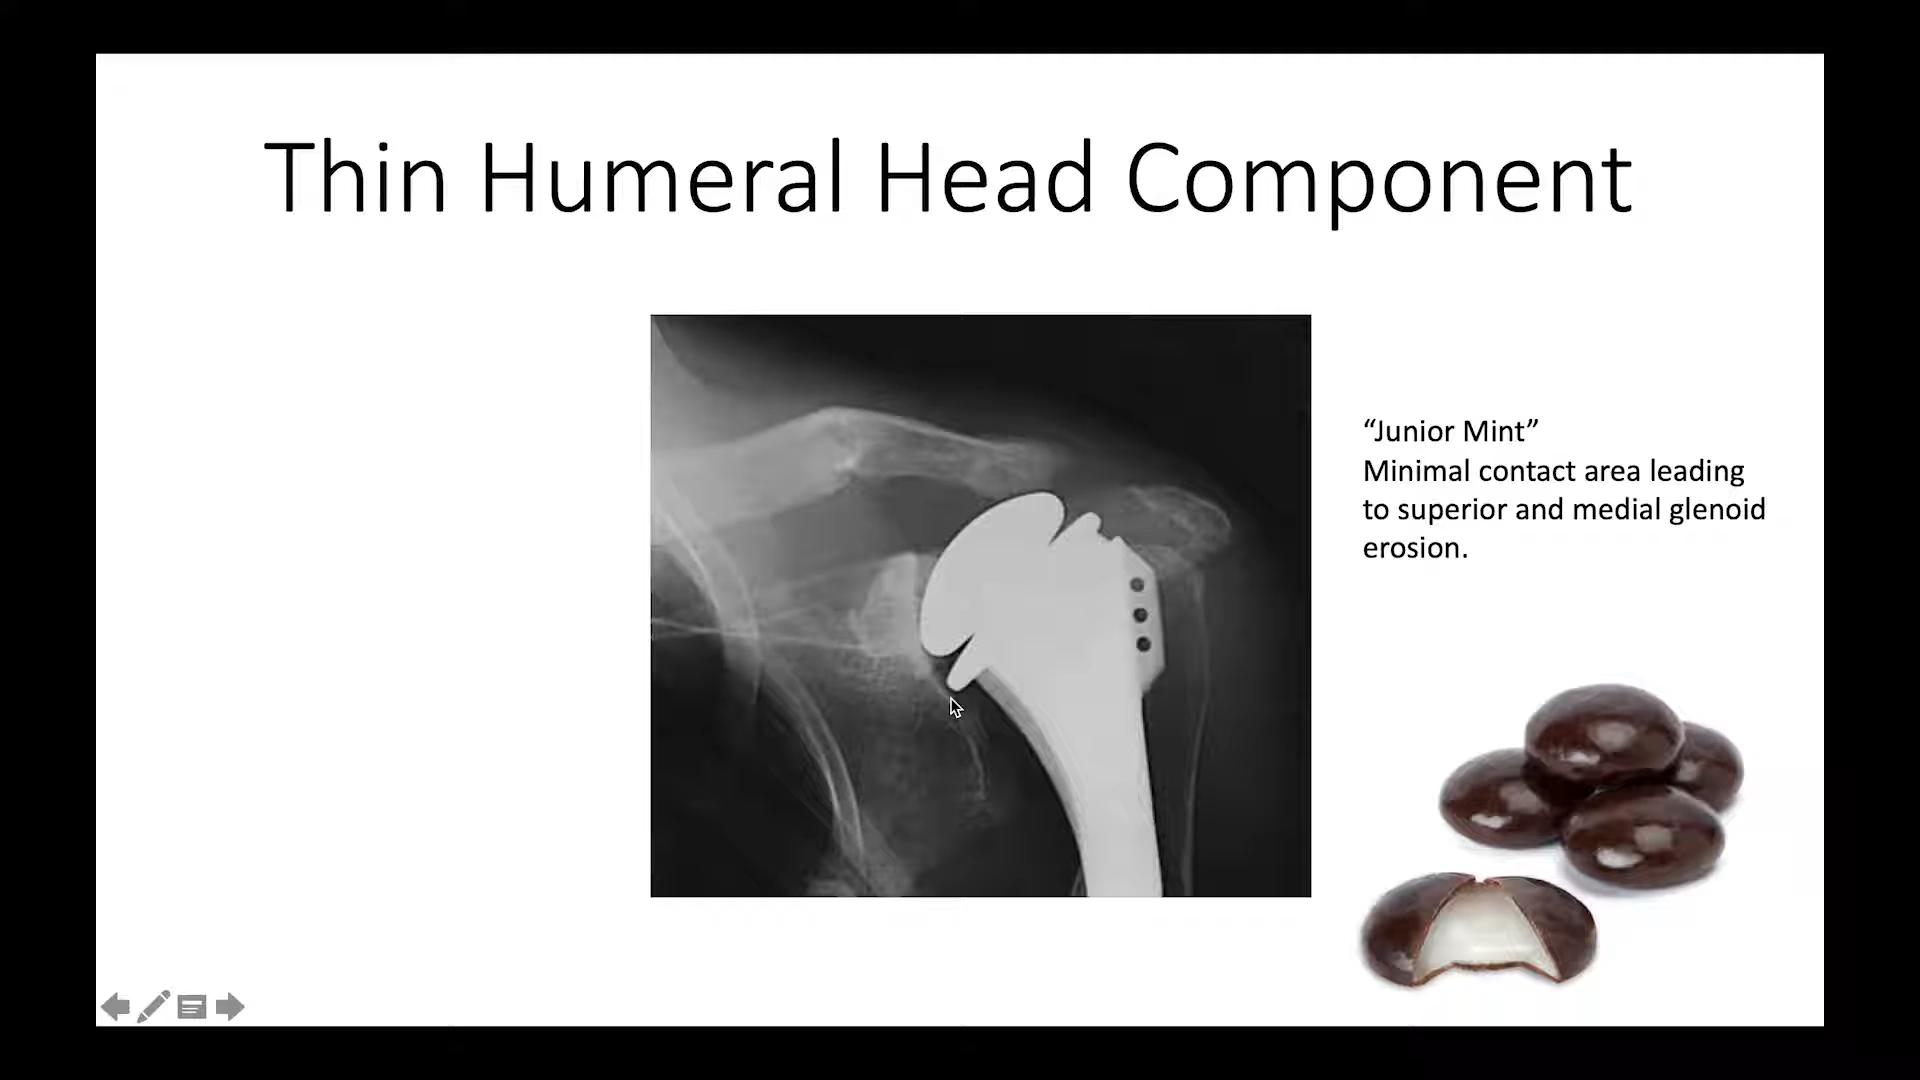 Thin Humeral Head Component
“Junior Mint”
Minimal contact area leading
to superior and medial glenoid
erosion.